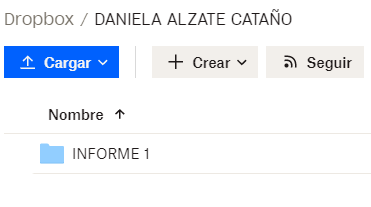 Dropbox / DANIELA ALZATE CATAÑO
Cargar Crear Seguir
Nombre ↑
INFORME 1